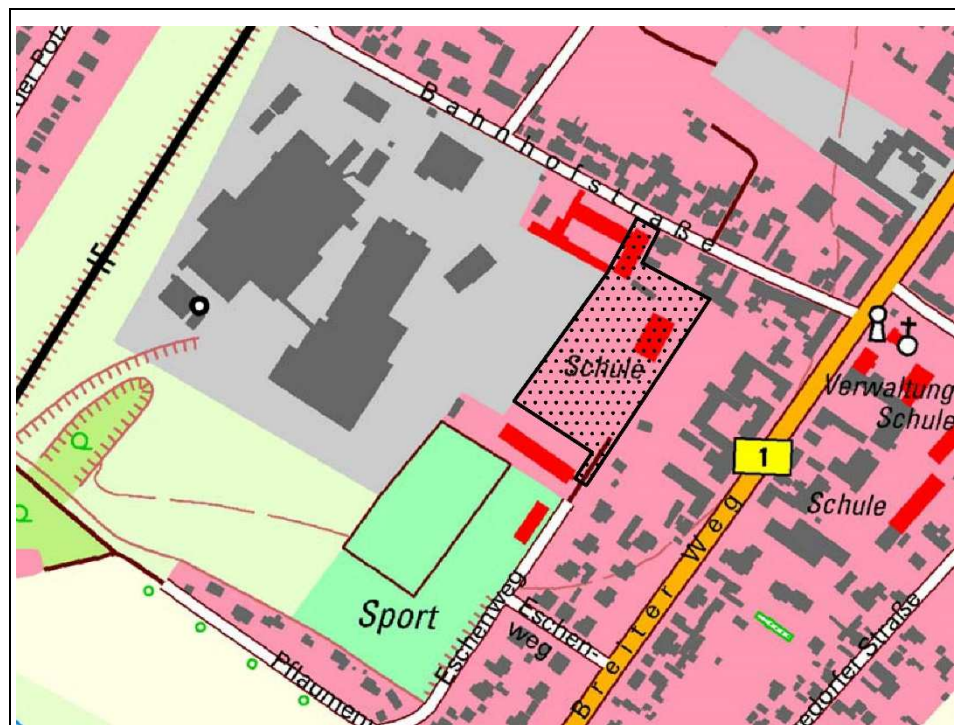 Bahnhofstraße
Schule
Verwaltung
Schule
1
Schule
Sport
Breiter Weg
Eschenweg
Eschen-
weg